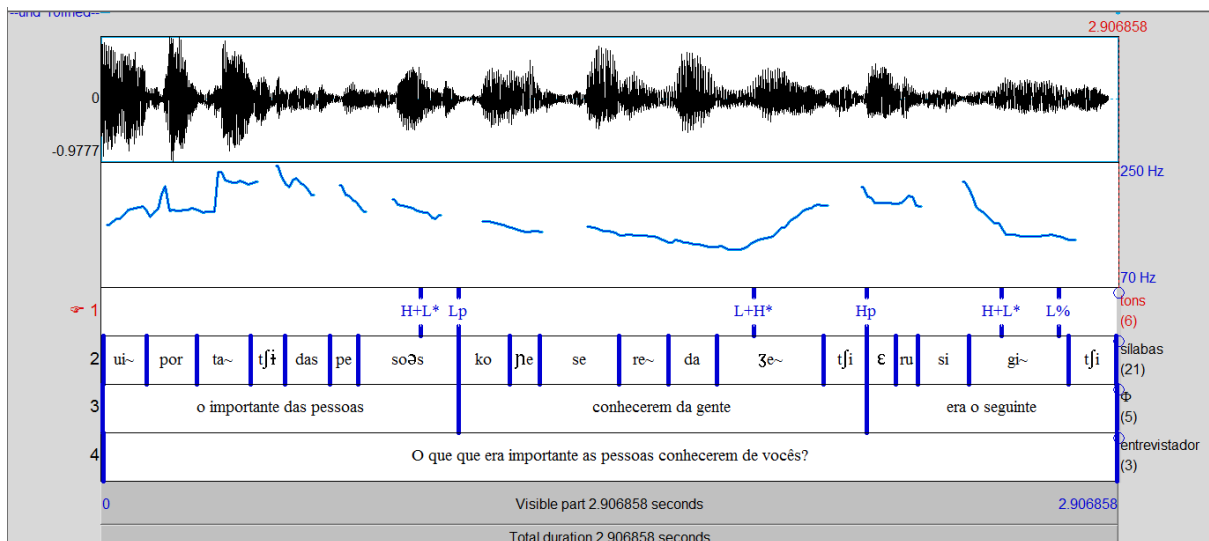 2.906858
0
-0.9777
250 Hz
70 Hz
☞ 1 H+L* Lp L+H* Hp H+L* L% tons (6)
2 ui~ por ta~ tʃɨ das pe soəs ko ɲe se re~ da ʒe~ tʃi ɛ ru si gi~ tʃi sílabas (21)
3 o importante das pessoas conhecerem da gente era o seguinte Φ (5)
4 O que que era importante as pessoas conhecerem de vocês? entrevistador (3)
0 Visible part 2.906858 seconds 2.906858
Total duration 2.906858 seconds